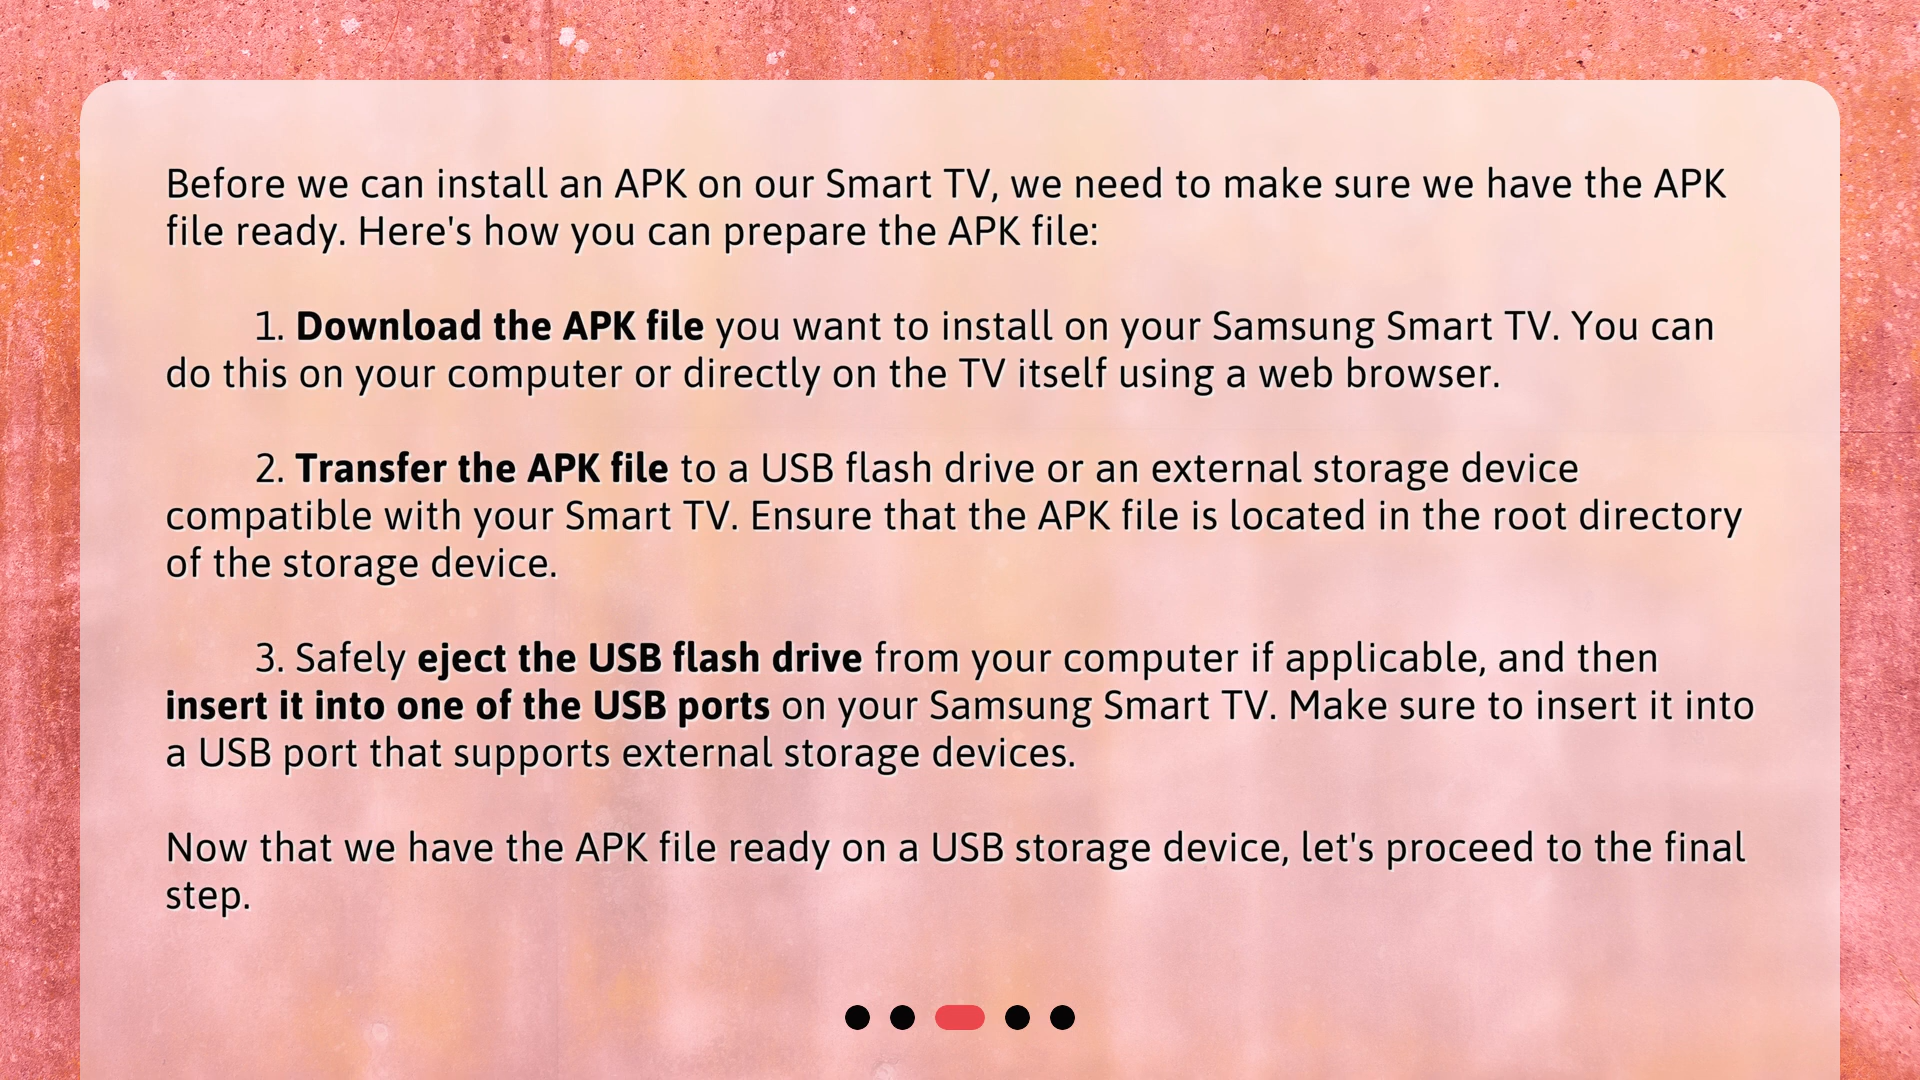 Before we can install an APK on our Smart TV, we need to make sure we have the APK
file ready. Here's how you can prepare the APK file:
1. Download the APK file you want to install on your Samsung Smart TV. You can
do this on your computer or directly on the TV itself using a web browser.
2. Transfer the APK file to a USB flash drive or an external storage device
compatible with your Smart TV. Ensure that the APK file is located in the root directory
of the storage device.
3. Safely eject the USB flash drive from your computer if applicable, and then
insert it into one of the USB ports on your Samsung Smart TV. Make sure to insert it into
a USB port that supports external storage devices.
Now that we have the APK file ready on a USB storage device, let's proceed to the final
step.